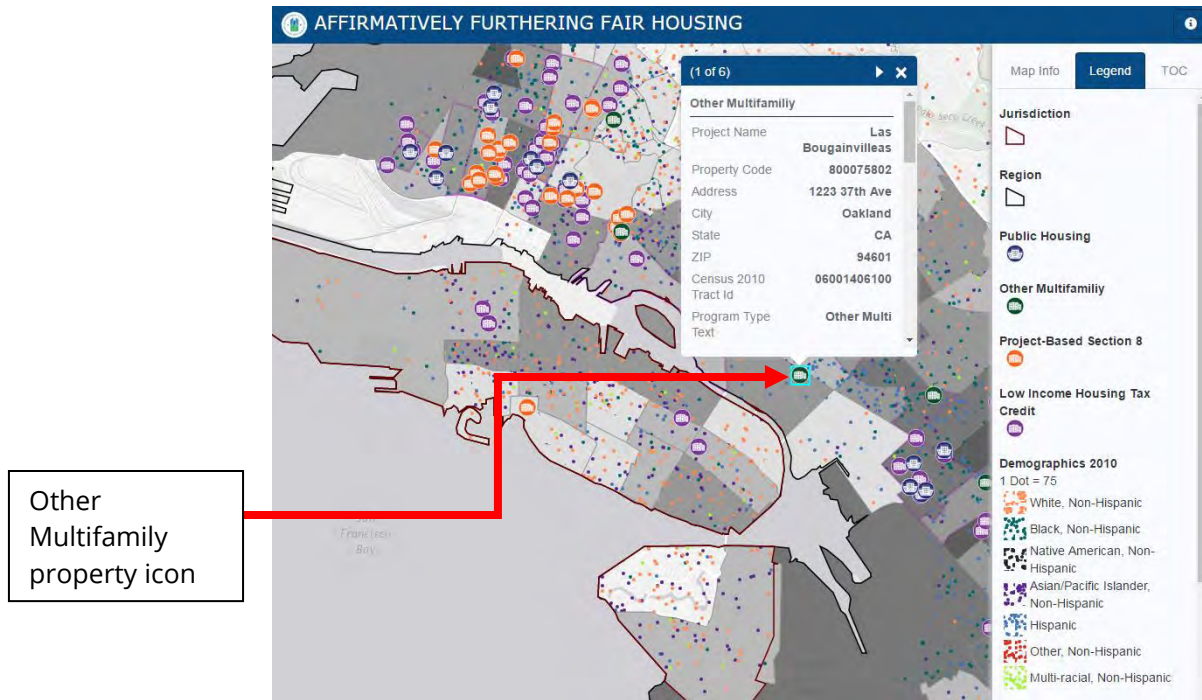 AFFIRMATIVELY FURTHERING FAIR HOUSING
(1 of 6)
Other Multifamiliy
Project Name Las
Bougainvilleas
Property Code 800075802
Address 1223 37th Ave
City Oakland
State CA
ZIP 94601
Census 2010 06001406100
Tract Id
Program Type Other Multi
Text
Map Info Legend TOC
Jurisdiction
Region
Public Housing
Other Multifamiliy
Project-Based Section 8
Low Income Housing Tax
Credit
Demographics 2010
1 Dot = 75
White, Non-Hispanic
Black, Non-Hispanic
Native American, Non-
Hispanic
Asian/Pacific Islander,
Non-Hispanic
Hispanic
Other, Non-Hispanic
Multi-racial, Non-Hispanic
Other
Multifamily
property icon
Francisco
Bay